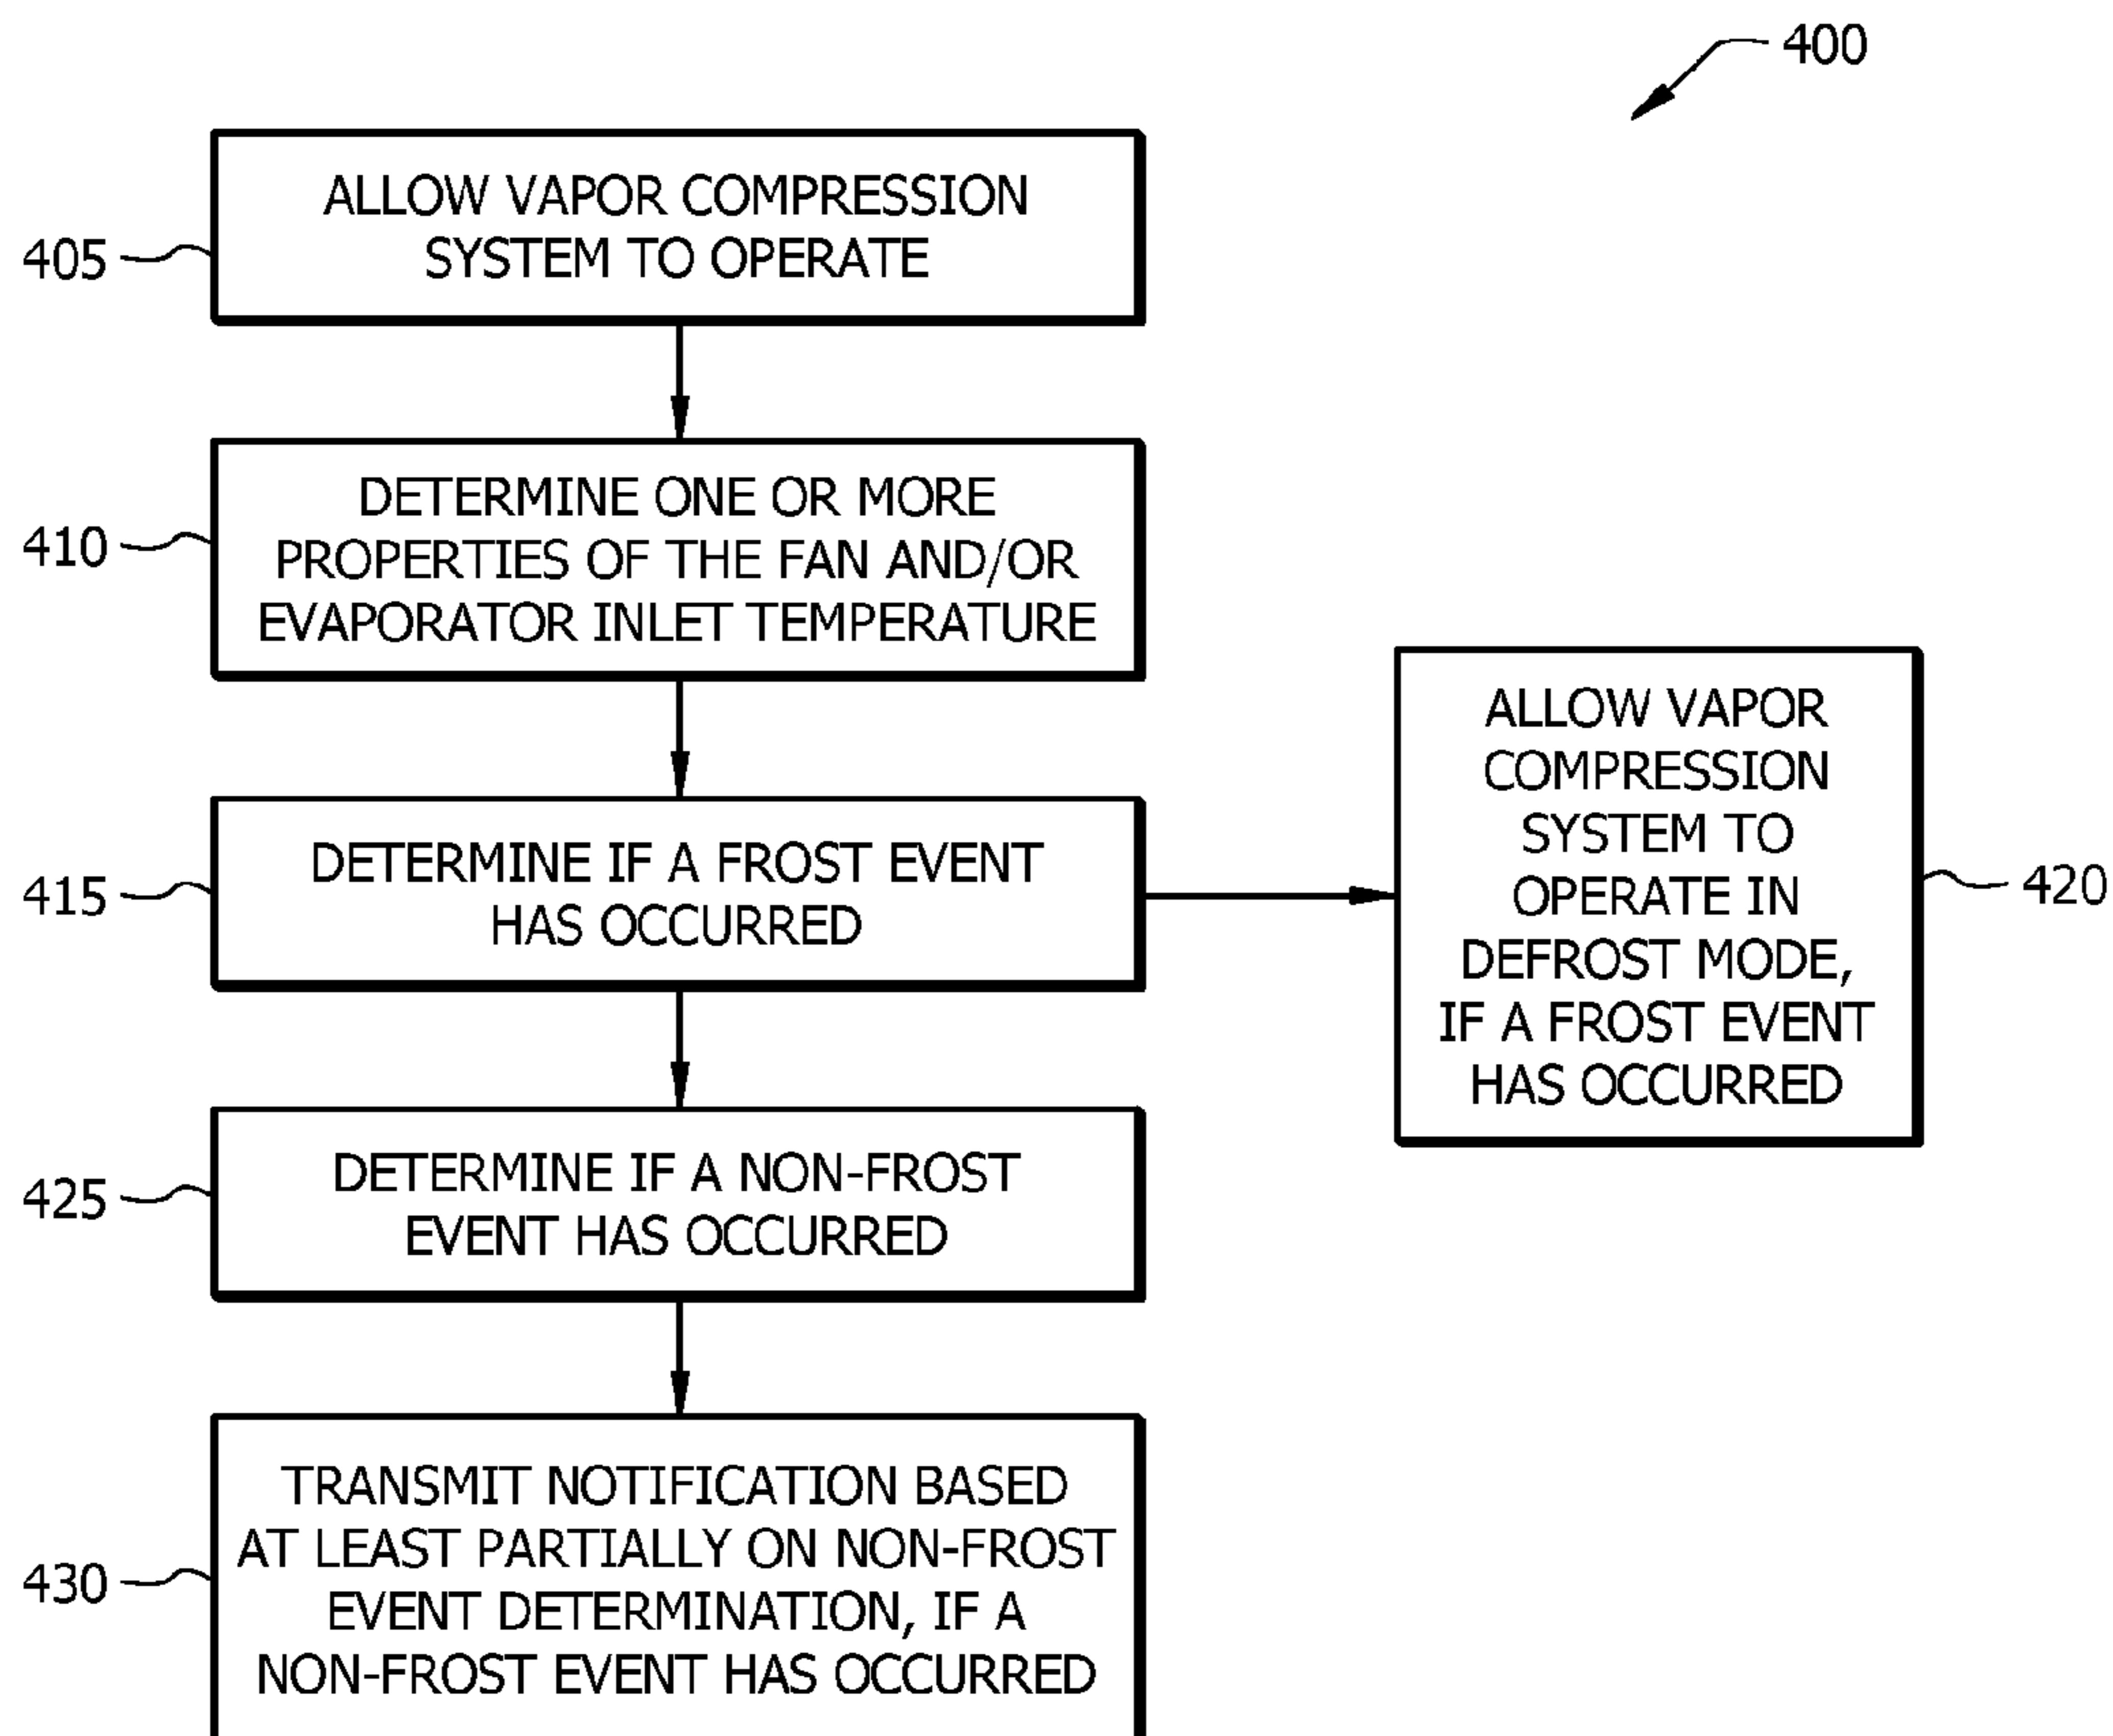 400
ALLOW VAPOR COMPRESSION
SYSTEM TO OPERATE
405
DETERMINE ONE OR MORE
PROPERTIES OF THE FAN AND/OR
EVAPORATOR INLET TEMPERATURE
410
DETERMINE IF A FROST EVENT
HAS OCCURRED
415
ALLOW VAPOR
COMPRESSION
SYSTEM TO
OPERATE IN
DEFROST MODE,
IF A FROST EVENT
HAS OCCURRED
420
DETERMINE IF A NON-FROST
EVENT HAS OCCURRED
425
TRANSMIT NOTIFICATION BASED
AT LEAST PARTIALLY ON NON-FROST
EVENT DETERMINATION, IF A
NON-FROST EVENT HAS OCCURRED
430